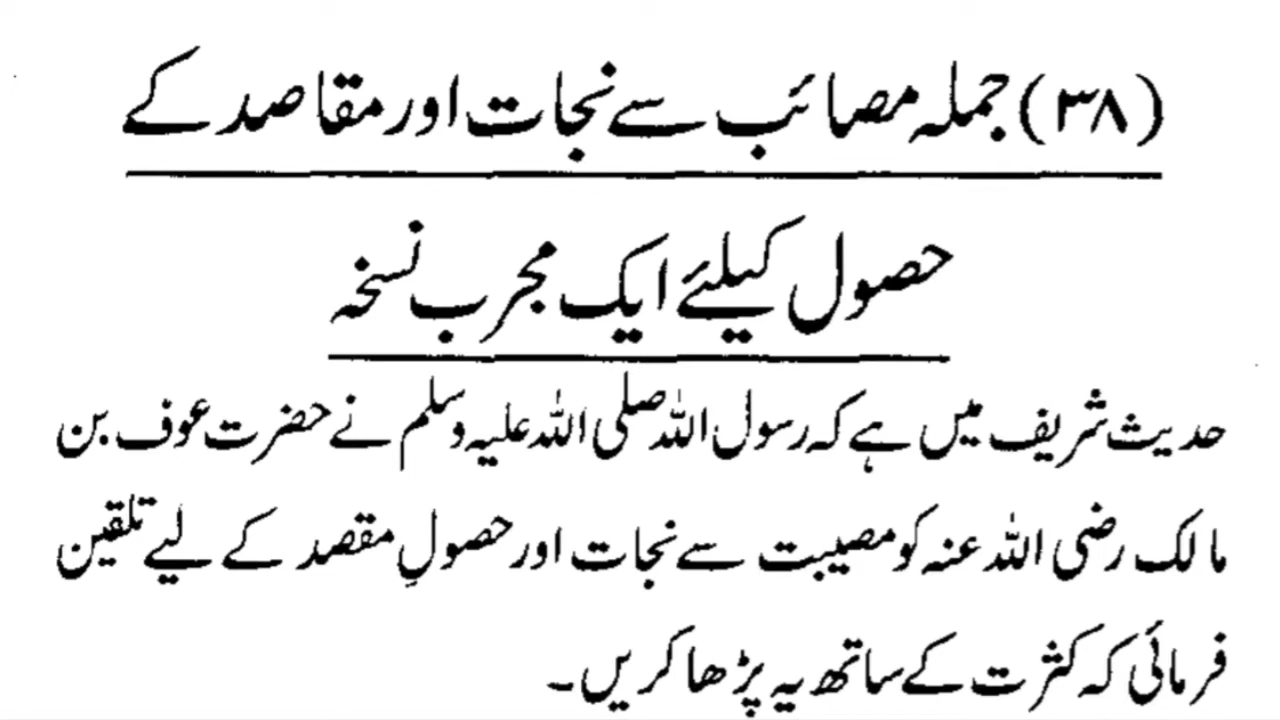 (۳۸) جملہ مصائب سے نجات اور مقاصد کے
حصول کیلئے ایک مجرب نسخہ
حدیث شریف میں ہے کہ رسول اللہ صلی اللہ علیہ وسلم نے حضرت عوف بن
مالک رضی اللہ عنہ کو مصیبت سے نجات اور حصولِ مقصد کے لیے تلقین
فرمائی کہ کثرت کے ساتھ یہ پڑھا کریں۔